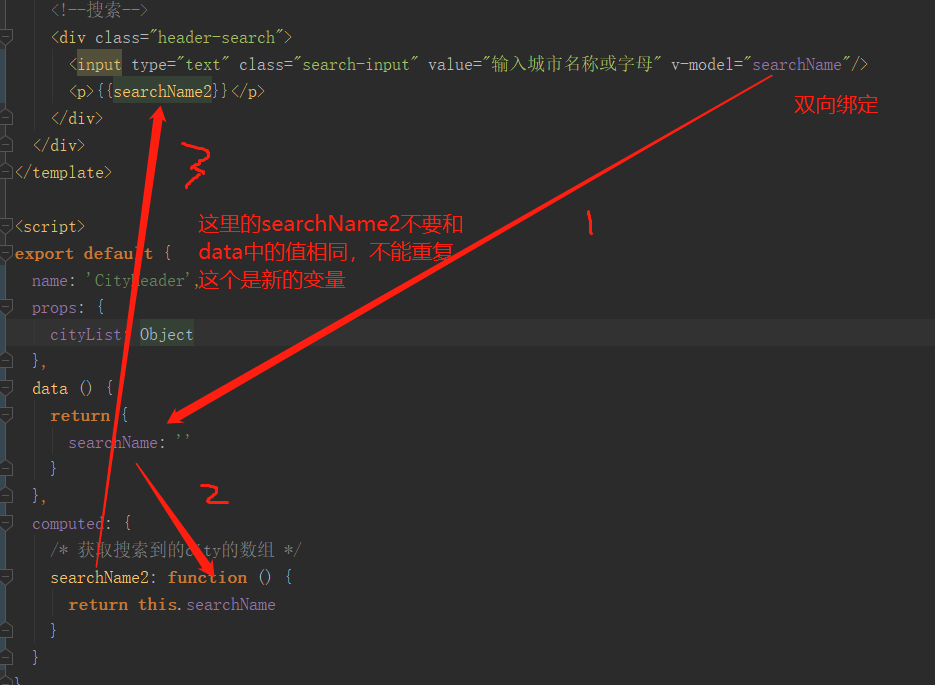 <!--搜索-->
<div class="header-search">
<input type="text" class="search-input" value="输入城市名称或字母" v-model="searchName"/>
双向绑定
<p>{{searchName2}}</p>
</div>
</div>
3
</template>
1
<script>
这里的searchName2不要和
export default {
data中的值相同，不能重复
name: 'CityHeader',
这个是新的变量
props: {
cityList: Object
},
data () {
return {
searchName: ''
}
2
},
computed: {
/* 获取搜索到的city的数组 */
searchName2: function () {
return this.searchName
}
}
}